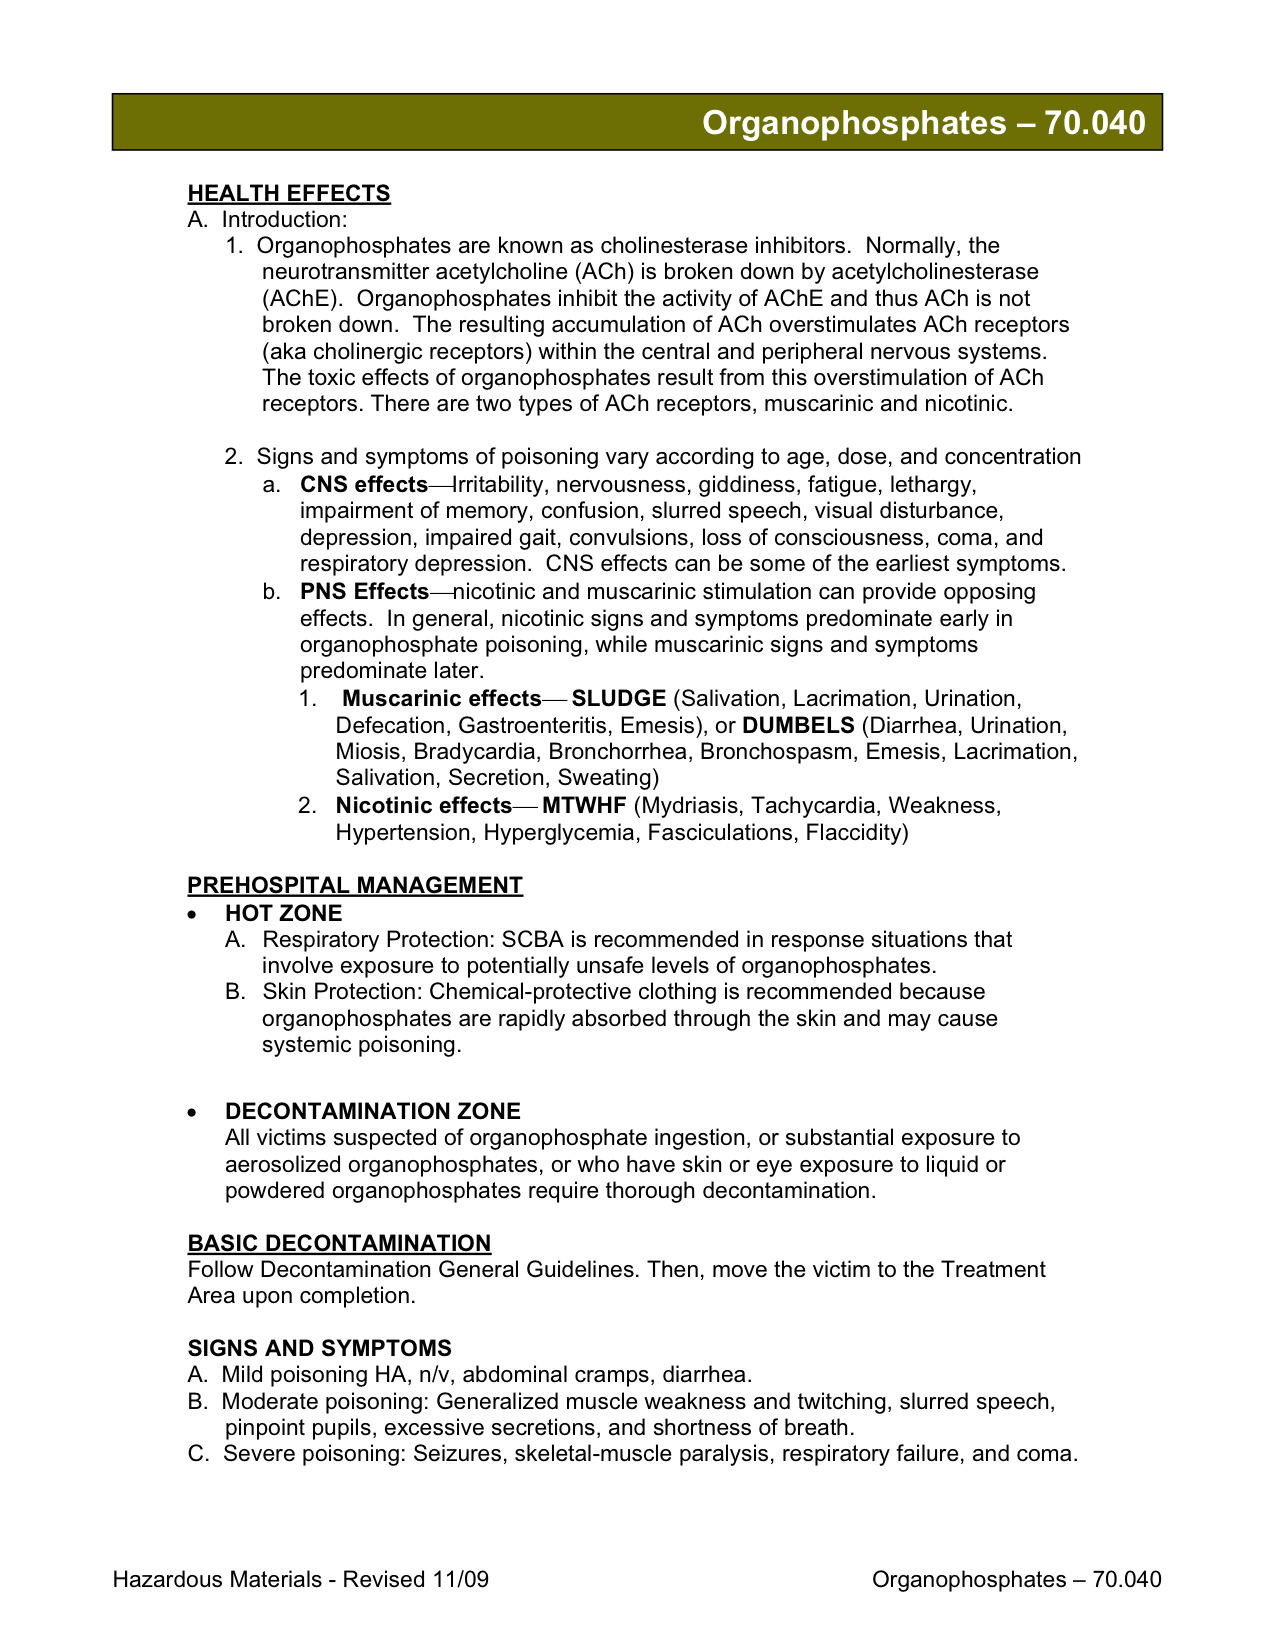 Organophosphates – 70.040
HEALTH EFFECTS
A. Introduction:
1. Organophosphates are known as cholinesterase inhibitors. Normally, the
neurotransmitter acetylcholine (ACh) is broken down by acetylcholinesterase
(AChE). Organophosphates inhibit the activity of AChE and thus ACh is not
broken down. The resulting accumulation of ACh overstimulates ACh receptors
(aka cholinergic receptors) within the central and peripheral nervous systems.
The toxic effects of organophosphates result from this overstimulation of ACh
receptors. There are two types of ACh receptors, muscarinic and nicotinic.
2. Signs and symptoms of poisoning vary according to age, dose, and concentration
a. CNS effects—Irritability, nervousness, giddiness, fatigue, lethargy,
impairment of memory, confusion, slurred speech, visual disturbance,
depression, impaired gait, convulsions, loss of consciousness, coma, and
respiratory depression. CNS effects can be some of the earliest symptoms.
b. PNS Effects—nicotinic and muscarinic stimulation can provide opposing
effects. In general, nicotinic signs and symptoms predominate early in
organophosphate poisoning, while muscarinic signs and symptoms
predominate later.
1. Muscarinic effects— SLUDGE (Salivation, Lacrimation, Urination,
Defecation, Gastroenteritis, Emesis), or DUMBELS (Diarrhea, Urination,
Miosis, Bradycardia, Bronchorrhea, Bronchospasm, Emesis, Lacrimation,
Salivation, Secretion, Sweating)
2. Nicotinic effects— MTWHF (Mydriasis, Tachycardia, Weakness,
Hypertension, Hyperglycemia, Fasciculations, Flaccidity)
PREHOSPITAL MANAGEMENT
• HOT ZONE
A. Respiratory Protection: SCBA is recommended in response situations that
involve exposure to potentially unsafe levels of organophosphates.
B. Skin Protection: Chemical-protective clothing is recommended because
organophosphates are rapidly absorbed through the skin and may cause
systemic poisoning.
• DECONTAMINATION ZONE
All victims suspected of organophosphate ingestion, or substantial exposure to
aerosolized organophosphates, or who have skin or eye exposure to liquid or
powdered organophosphates require thorough decontamination.
BASIC DECONTAMINATION
Follow Decontamination General Guidelines. Then, move the victim to the Treatment
Area upon completion.
SIGNS AND SYMPTOMS
A. Mild poisoning HA, n/v, abdominal cramps, diarrhea.
B. Moderate poisoning: Generalized muscle weakness and twitching, slurred speech,
pinpoint pupils, excessive secretions, and shortness of breath.
C. Severe poisoning: Seizures, skeletal-muscle paralysis, respiratory failure, and coma.
Hazardous Materials - Revised 11/09
Organophosphates – 70.040